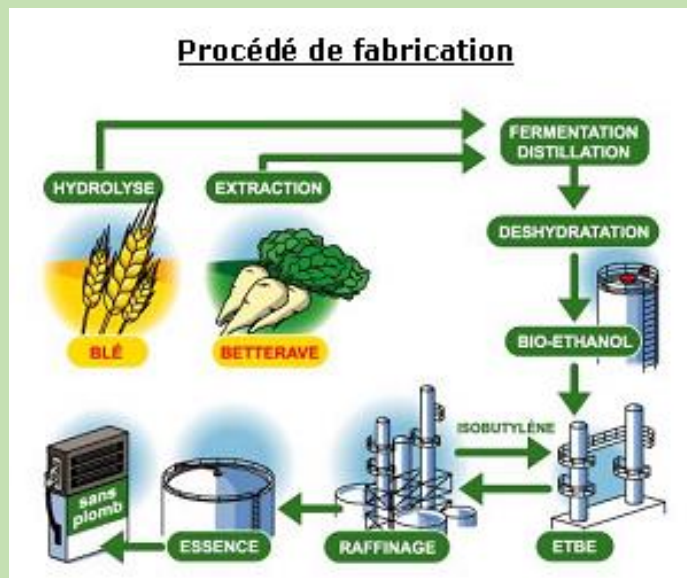 Procédé de fabrication
FERMENTATION
DISTILLATION
HYDROLYSE
EXTRACTION
DESHYDRATATION
BLÉ
BETTERAVE
BIO-ETHANOL
ISOBUTYLÈNE
sans
plomb
ESSENCE
RAFFINAGE
ETBE